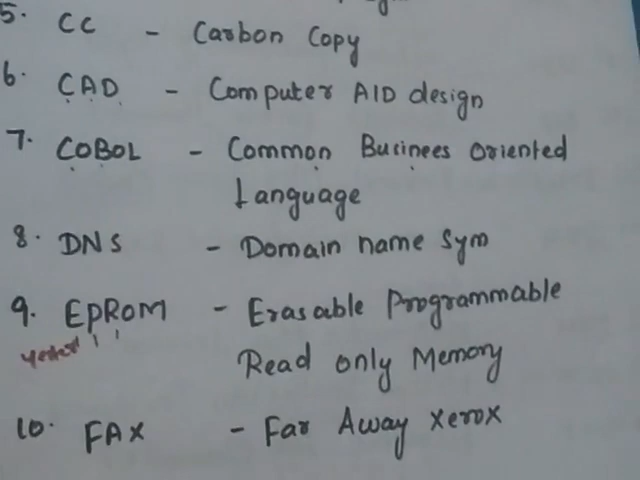 5. CC - Carbon Copy
6. CAD - Computer AID design
7. COBOL - Common Businees oriented
Language
8. DNS - Domain name Sym
9. EPROM - Erasable Programmable
Read only Memory
10. FAX - Far Away Xerox